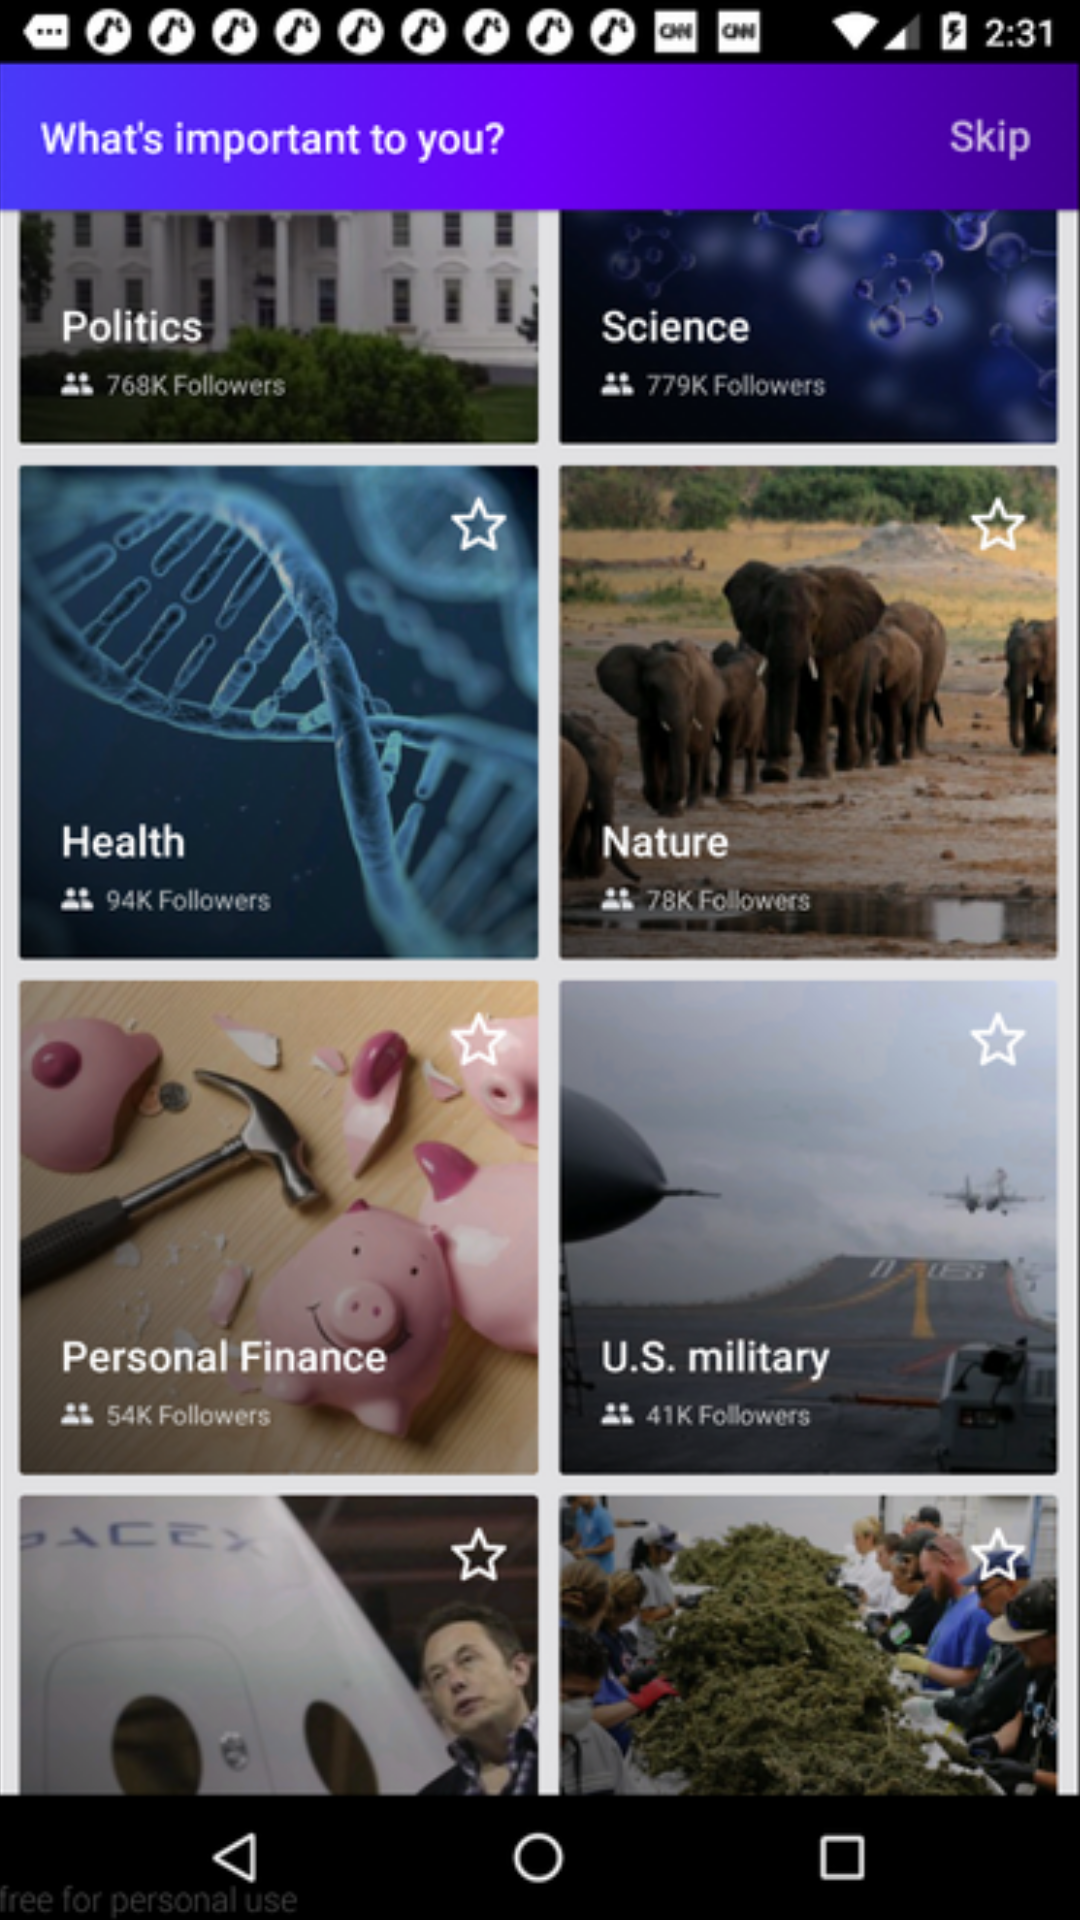 CNN CNN 2:31
What's important to you? Skip
Politics
768K Followers
Science
779K Followers
Health
94K Followers
Nature
78K Followers
Personal Finance
54K Followers
U.S. military
41K Followers
SPACEX
free for personal use